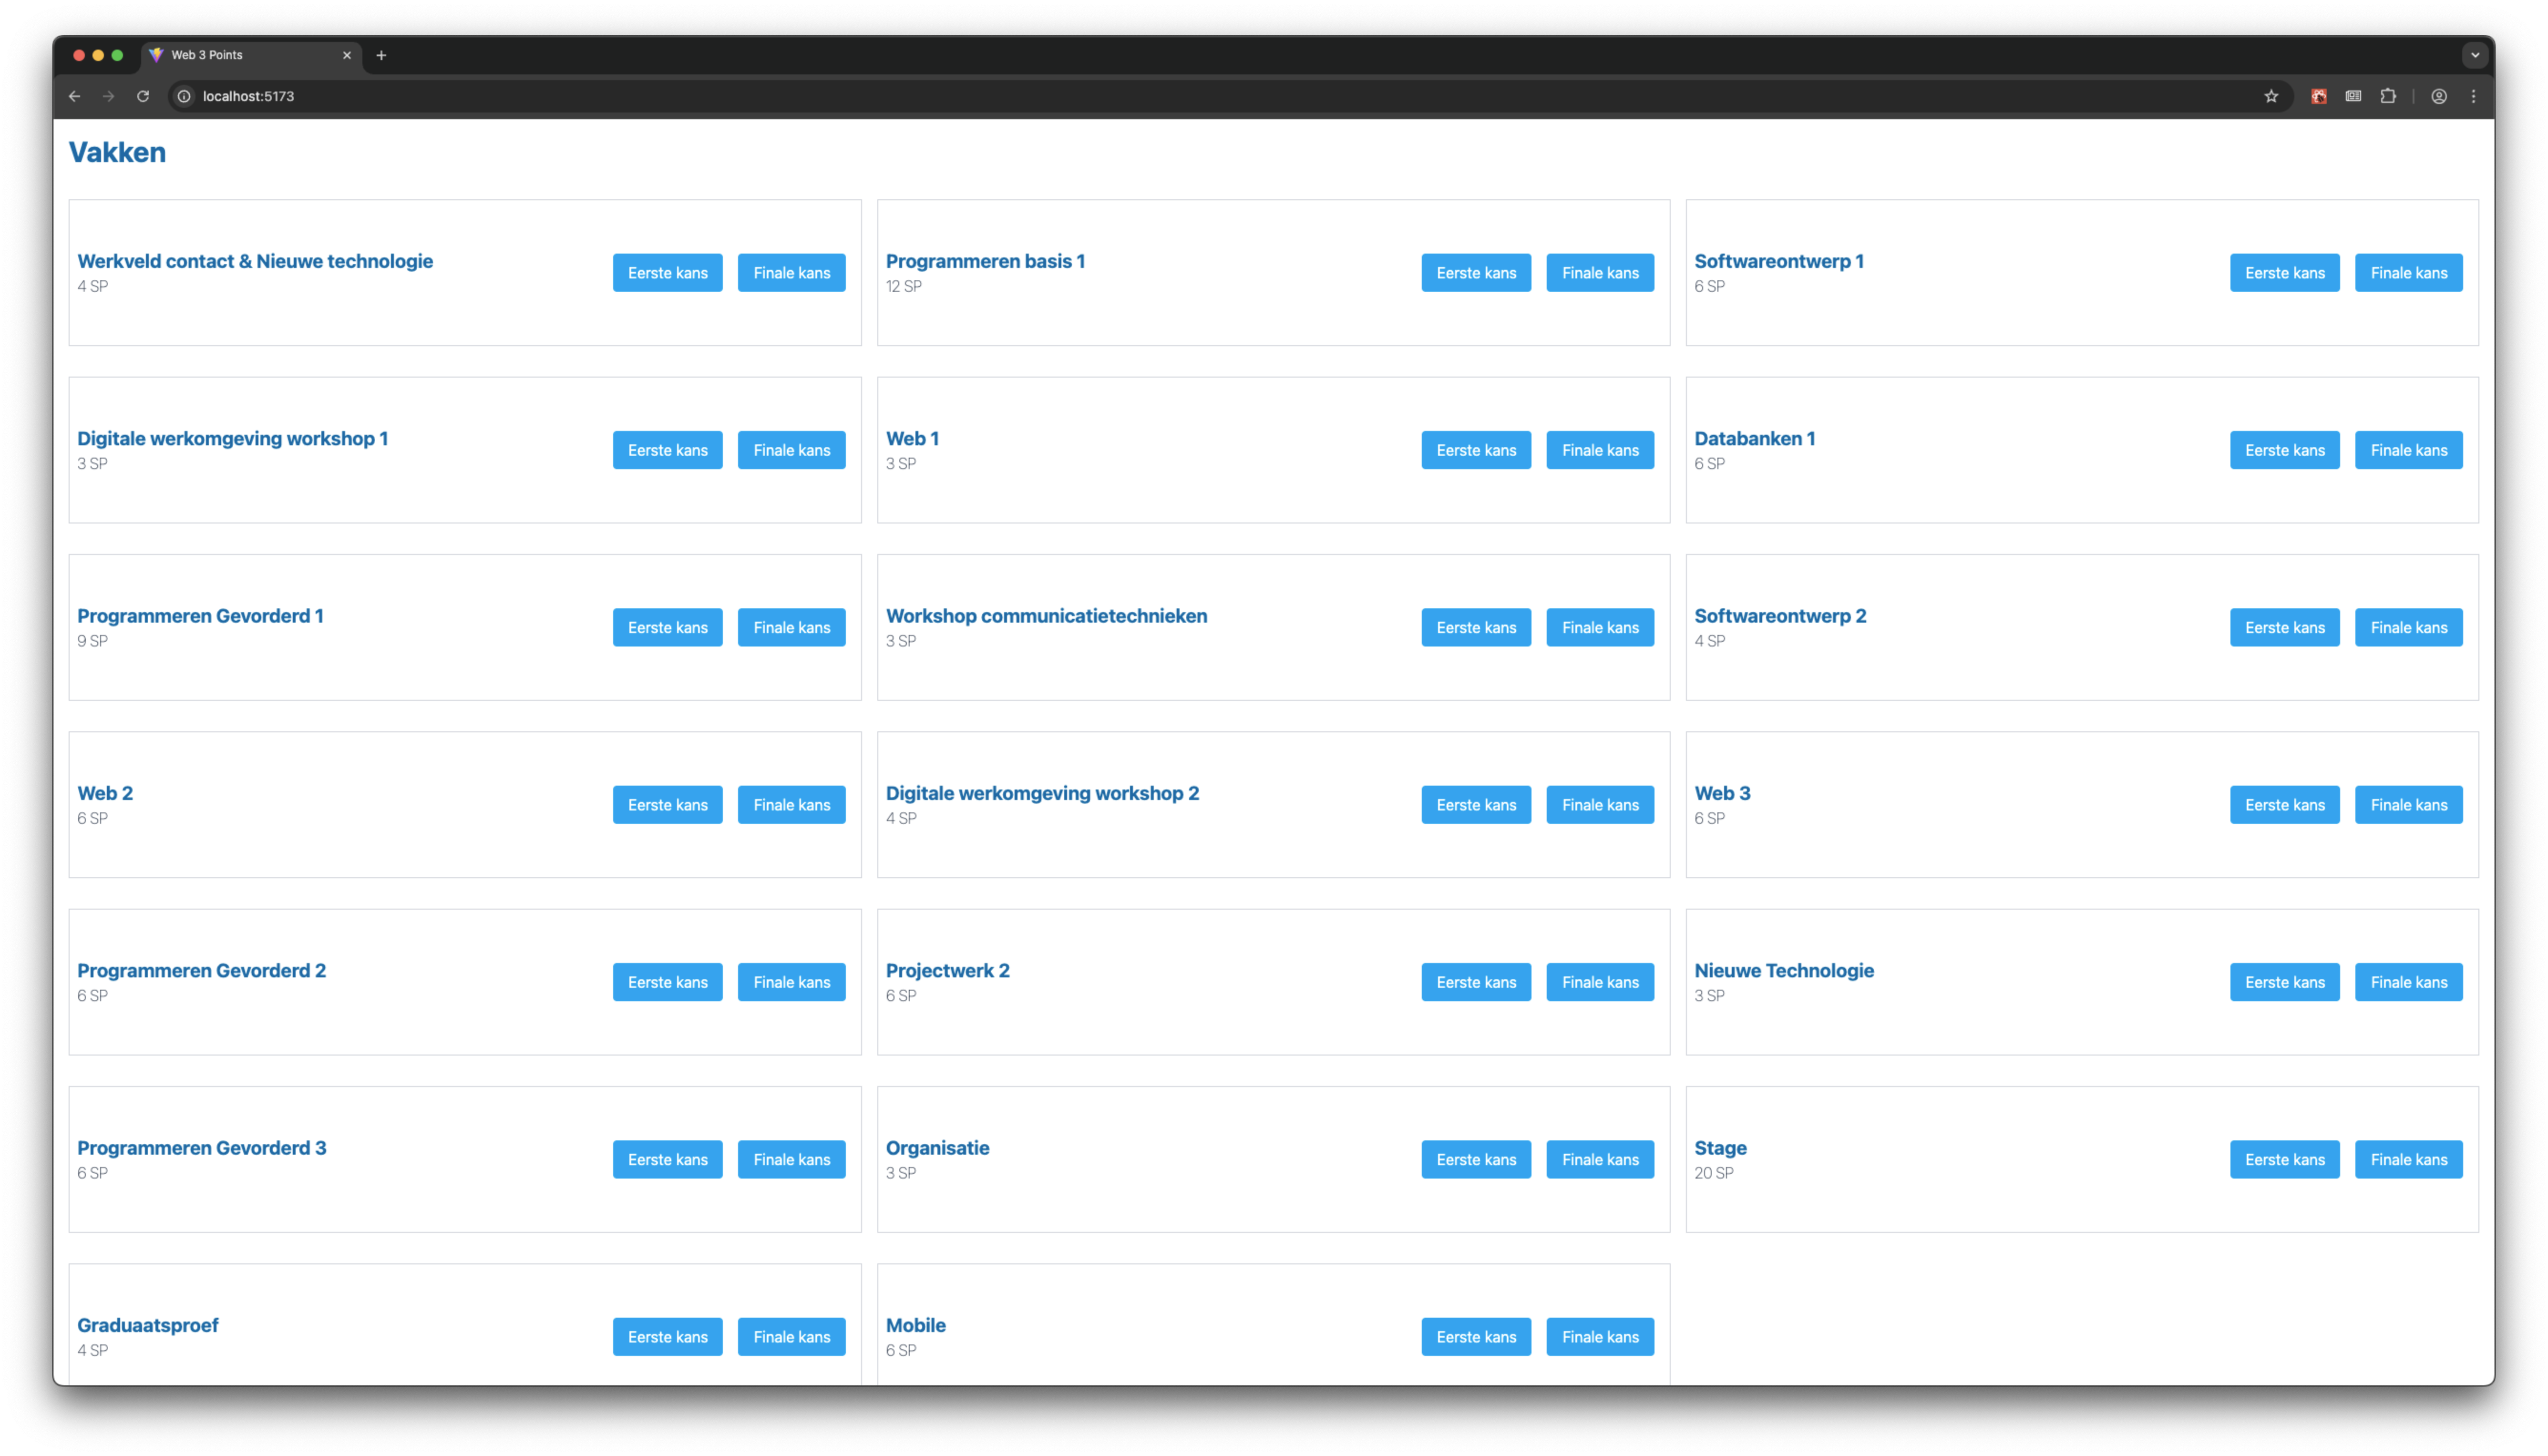 Web 3 Points
localhost:5173
Vakken
Werkveld contact & Nieuwe technologie
4 SP
Eerste kans
Finale kans
Programmeren basis 1
12 SP
Eerste kans
Finale kans
Softwareontwerp 1
6 SP
Eerste kans
Finale kans
Digitale werkomgeving workshop 1
3 SP
Eerste kans
Finale kans
Web 1
3 SP
Eerste kans
Finale kans
Databanken 1
6 SP
Eerste kans
Finale kans
Programmeren Gevorderd 1
9 SP
Eerste kans
Finale kans
Workshop communicatietechnieken
3 SP
Eerste kans
Finale kans
Softwareontwerp 2
4 SP
Eerste kans
Finale kans
Web 2
6 SP
Eerste kans
Finale kans
Digitale werkomgeving workshop 2
4 SP
Eerste kans
Finale kans
Web 3
6 SP
Eerste kans
Finale kans
Programmeren Gevorderd 2
6 SP
Eerste kans
Finale kans
Projectwerk 2
6 SP
Eerste kans
Finale kans
Nieuwe Technologie
3 SP
Eerste kans
Finale kans
Programmeren Gevorderd 3
6 SP
Eerste kans
Finale kans
Organisatie
3 SP
Eerste kans
Finale kans
Stage
20 SP
Eerste kans
Finale kans
Graduaatsproef
4 SP
Eerste kans
Finale kans
Mobile
6 SP
Eerste kans
Finale kans